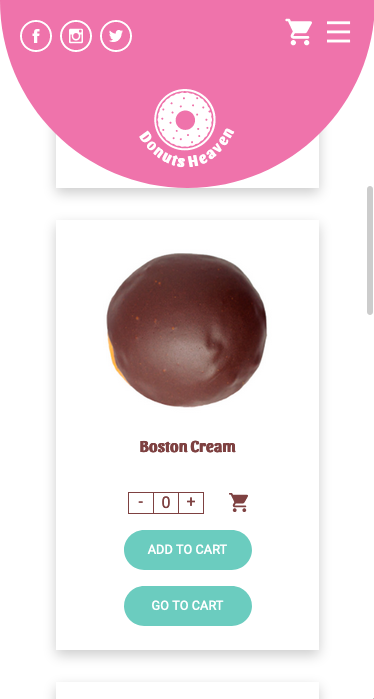 Donuts Heaven
Boston Cream
- 0 +
ADD TO CART
GO TO CART